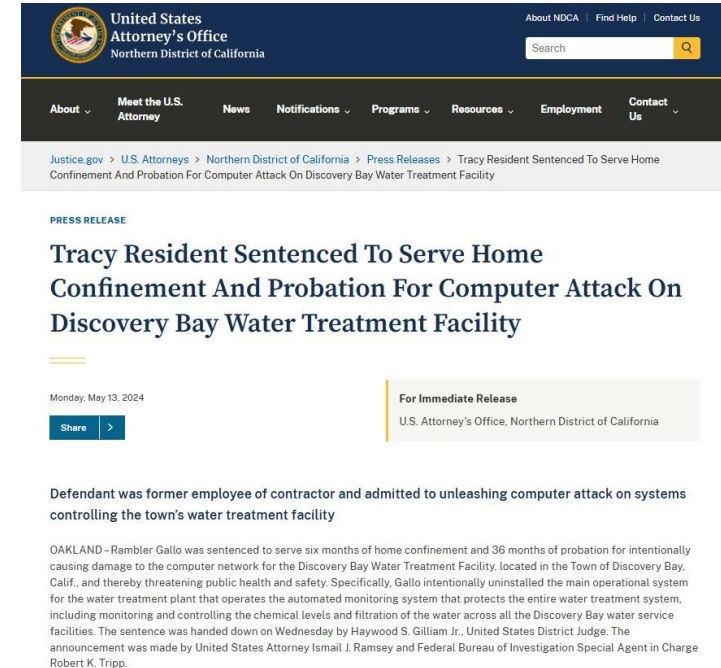 United States
Attorney's Office
Northern District of California
About NDCA | Find Help | Contact Us
Search
About
Meet the U.S.
Attorney
News
Notifications
Programs
Resources
Employment
Contact
Us
Justice.gov > U.S. Attorneys > Northern District of California > Press Releases > Tracy Resident Sentenced To Serve Home
Confinement And Probation For Computer Attack On Discovery Bay Water Treatment Facility
PRESS RELEASE
Tracy Resident Sentenced To Serve Home
Confinement And Probation For Computer Attack On
Discovery Bay Water Treatment Facility
Monday, May 13, 2024
Share >
For Immediate Release
U.S. Attorney's Office, Northern District of California
Defendant was former employee of contractor and admitted to unleashing computer attack on systems
controlling the town's water treatment facility
OAKLAND – Rambler Gallo was sentenced to serve six months of home confinement and 36 months of probation for intentionally
causing damage to the computer network for the Discovery Bay Water Treatment Facility, located in the Town of Discovery Bay,
Calif., and thereby threatening public health and safety. Specifically, Gallo intentionally uninstalled the main operational system
for the water treatment plant that operates the automated monitoring system that protects the entire water treatment system,
including monitoring and controlling the chemical levels and filtration of the water across all the Discovery Bay water service
facilities. The sentence was handed down on Wednesday by Haywood S. Gilliam Jr., United States District Judge. The
announcement was made by United States Attorney Ismail J. Ramsey and Federal Bureau of Investigation Special Agent in Charge
Robert K. Tripp.